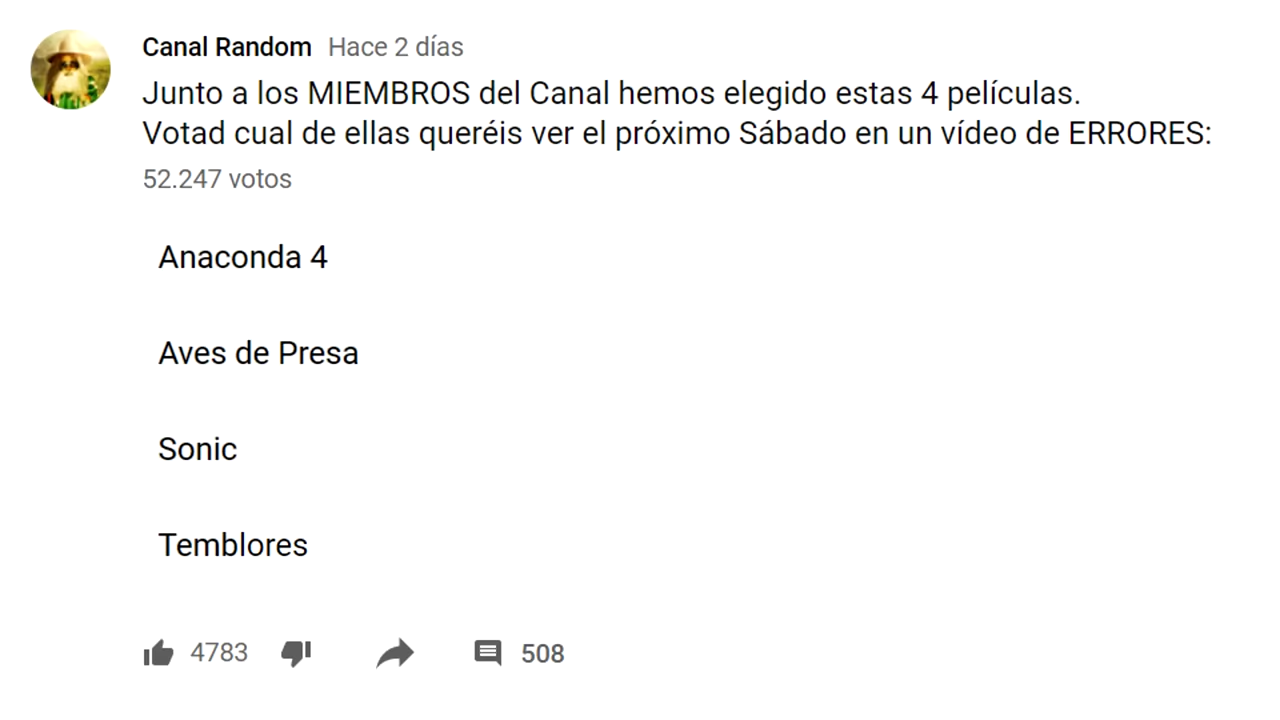 Canal Random Hace 2 días
Junto a los MIEMBROS del Canal hemos elegido estas 4 películas.
Votad cual de ellas queréis ver el próximo Sábado en un vídeo de ERRORES:
52.247 votos
Anaconda 4
Aves de Presa
Sonic
Temblores
4783 508